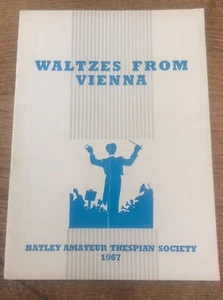 WALTZES FROM
VIENNA
BATLEY AMATEUR THESPIAN SOCIETY
1967